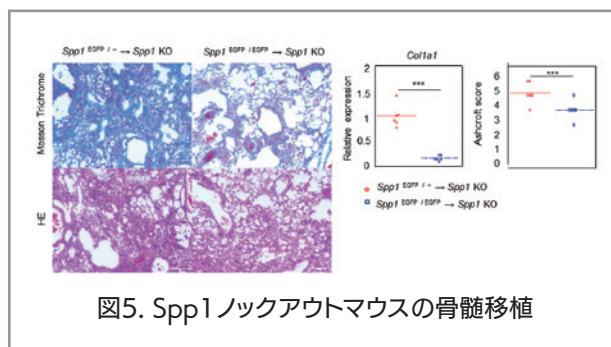 Spp1 EGFP / − → Spp1 KO
Spp1 EGFP / EGFP → Spp1 KO
Masson Trichrome
HE
Col1a1
Relative expression
2
1.5
1
0.5
0
***
Ashcroft score
6
5
4
3
2
1
0
***
Spp1 EGFP / − → Spp1 KO
Spp1 EGFP / EGFP → Spp1 KO
図5. Spp1ノックアウトマウスの骨髄移植